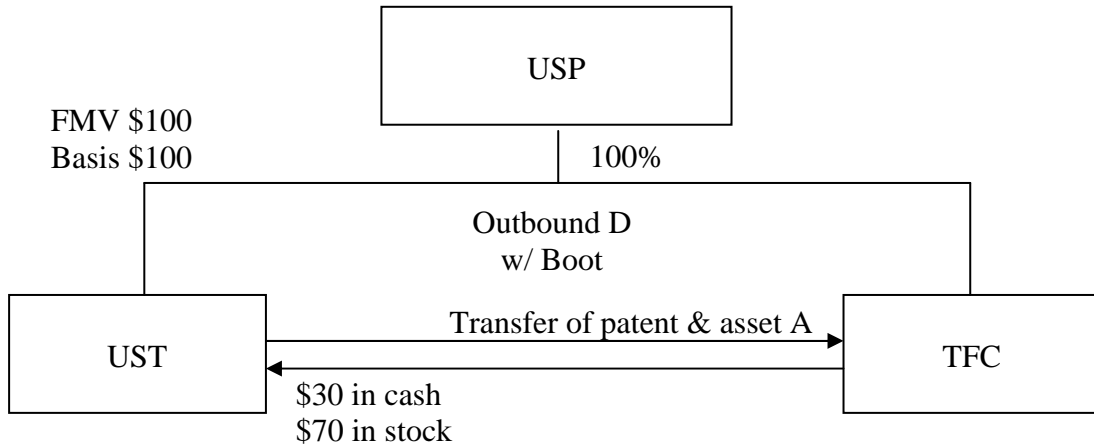 USP
FMV $100
Basis $100
100%
Outbound D
w/ Boot
UST
Transfer of patent & asset A
TFC
$30 in cash
$70 in stock